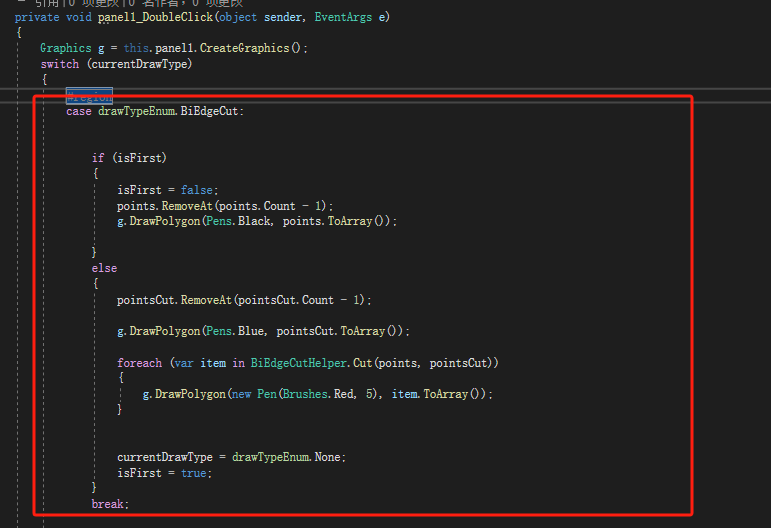 引用 | 0 项更改 | 0 名作者，0 项更改
private void panel1_DoubleClick(object sender, EventArgs e)
{
Graphics g = this.panel1.CreateGraphics();
switch (currentDrawType)
{
#region
case drawTypeEnum.BiEdgeCut:
if (isFirst)
{
isFirst = false;
points.RemoveAt(points.Count - 1);
g.DrawPolygon(Pens.Black, points.ToArray());
}
else
{
pointsCut.RemoveAt(pointsCut.Count - 1);
g.DrawPolygon(Pens.Blue, pointsCut.ToArray());
foreach (var item in BiEdgeCutHelper.Cut(points, pointsCut))
{
g.DrawPolygon(new Pen(Brushes.Red, 5), item.ToArray());
}
currentDrawType = drawTypeEnum.None;
isFirst = true;
}
break;